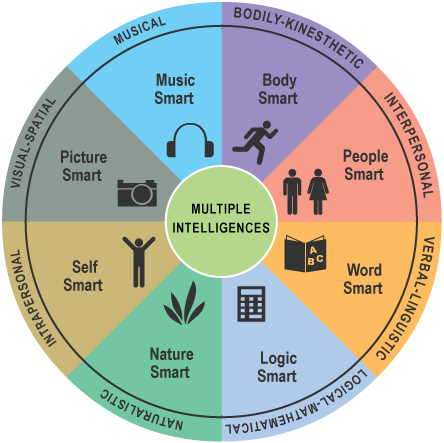 MUSICAL
Music
Smart
BODILY-KINESTHETIC
Body
Smart
INTERPERSONAL
People
Smart
VERBAL-LINGUISTIC
Word
Smart
A
B
C
LOGICAL-MATHEMATICAL
Logic
Smart
NATURALISTIC
Nature
Smart
INTRAPERSONAL
Self
Smart
VISUAL-SPATIAL
Picture
Smart
MULTIPLE
INTELLIGENCES